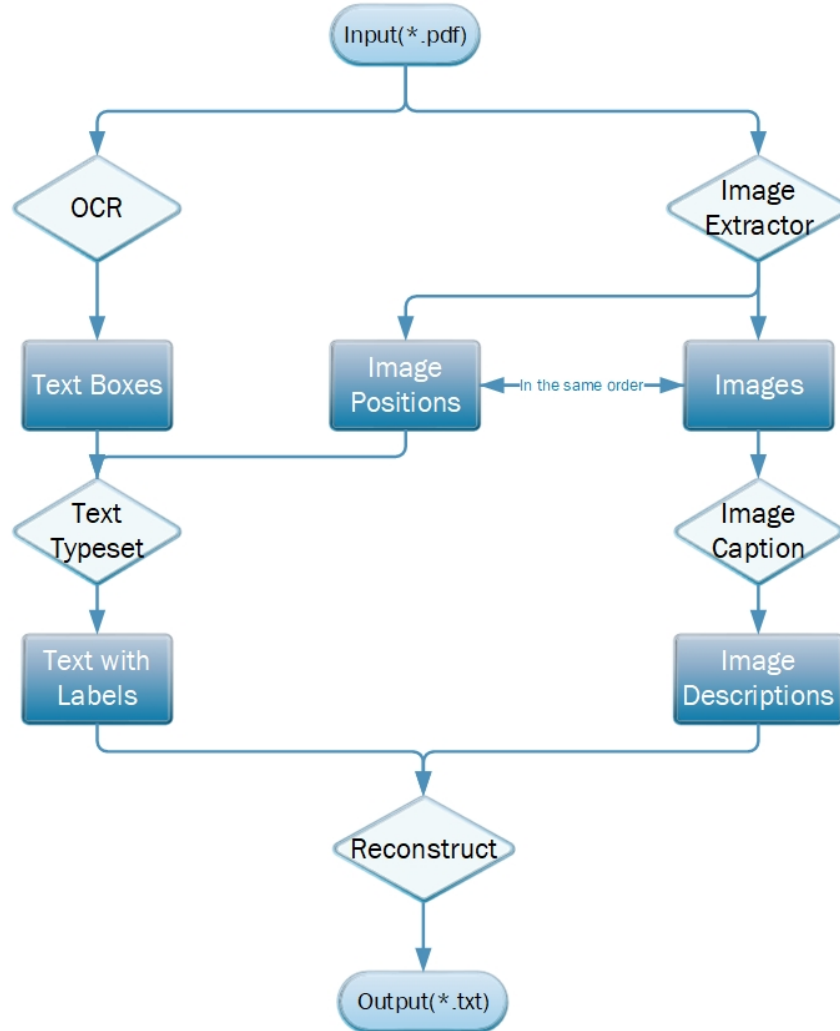 Input(*.pdf)
OCR
Image
Extractor
Text Boxes
Image
Positions
In the same order
Images
Text
Typeset
Image
Caption
Text with
Labels
Image
Descriptions
Reconstruct
Output(*.txt)